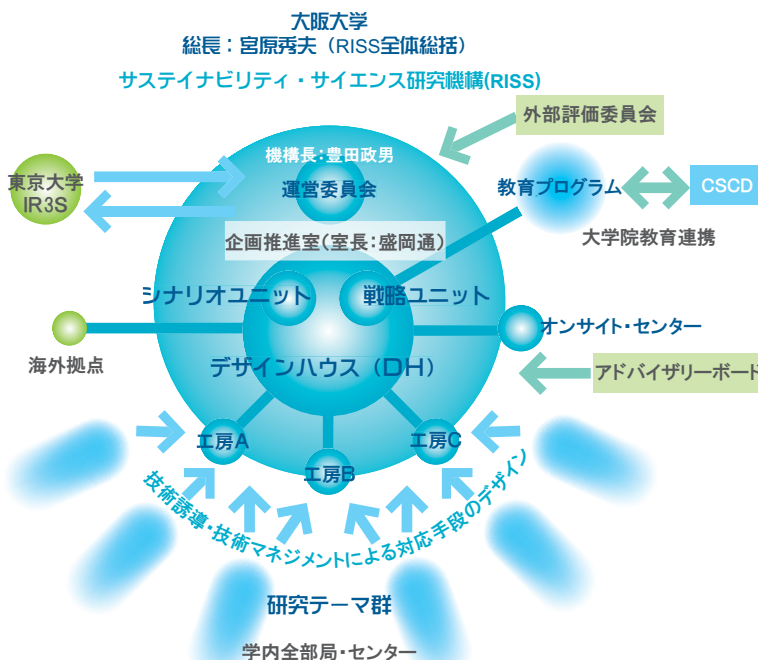 大阪大学
総長：宮原秀夫（RISS全体総括）
サステイナビリティ・サイエンス研究機構(RISS)
外部評価委員会
機構長：豊田政男
運営委員会
東京大学
IR3S
教育プログラム
CSCD
大学院教育連携
企画推進室（室長：盛岡通）
シナリオユニット
戦略ユニット
オンサイト・センター
海外拠点
デザインハウス（DH）
アドバイザリーボード
工房A
工房B
工房C
技術誘導・技術マネジメントによる対応手段のデザイン
研究テーマ群
学内全部局・センター